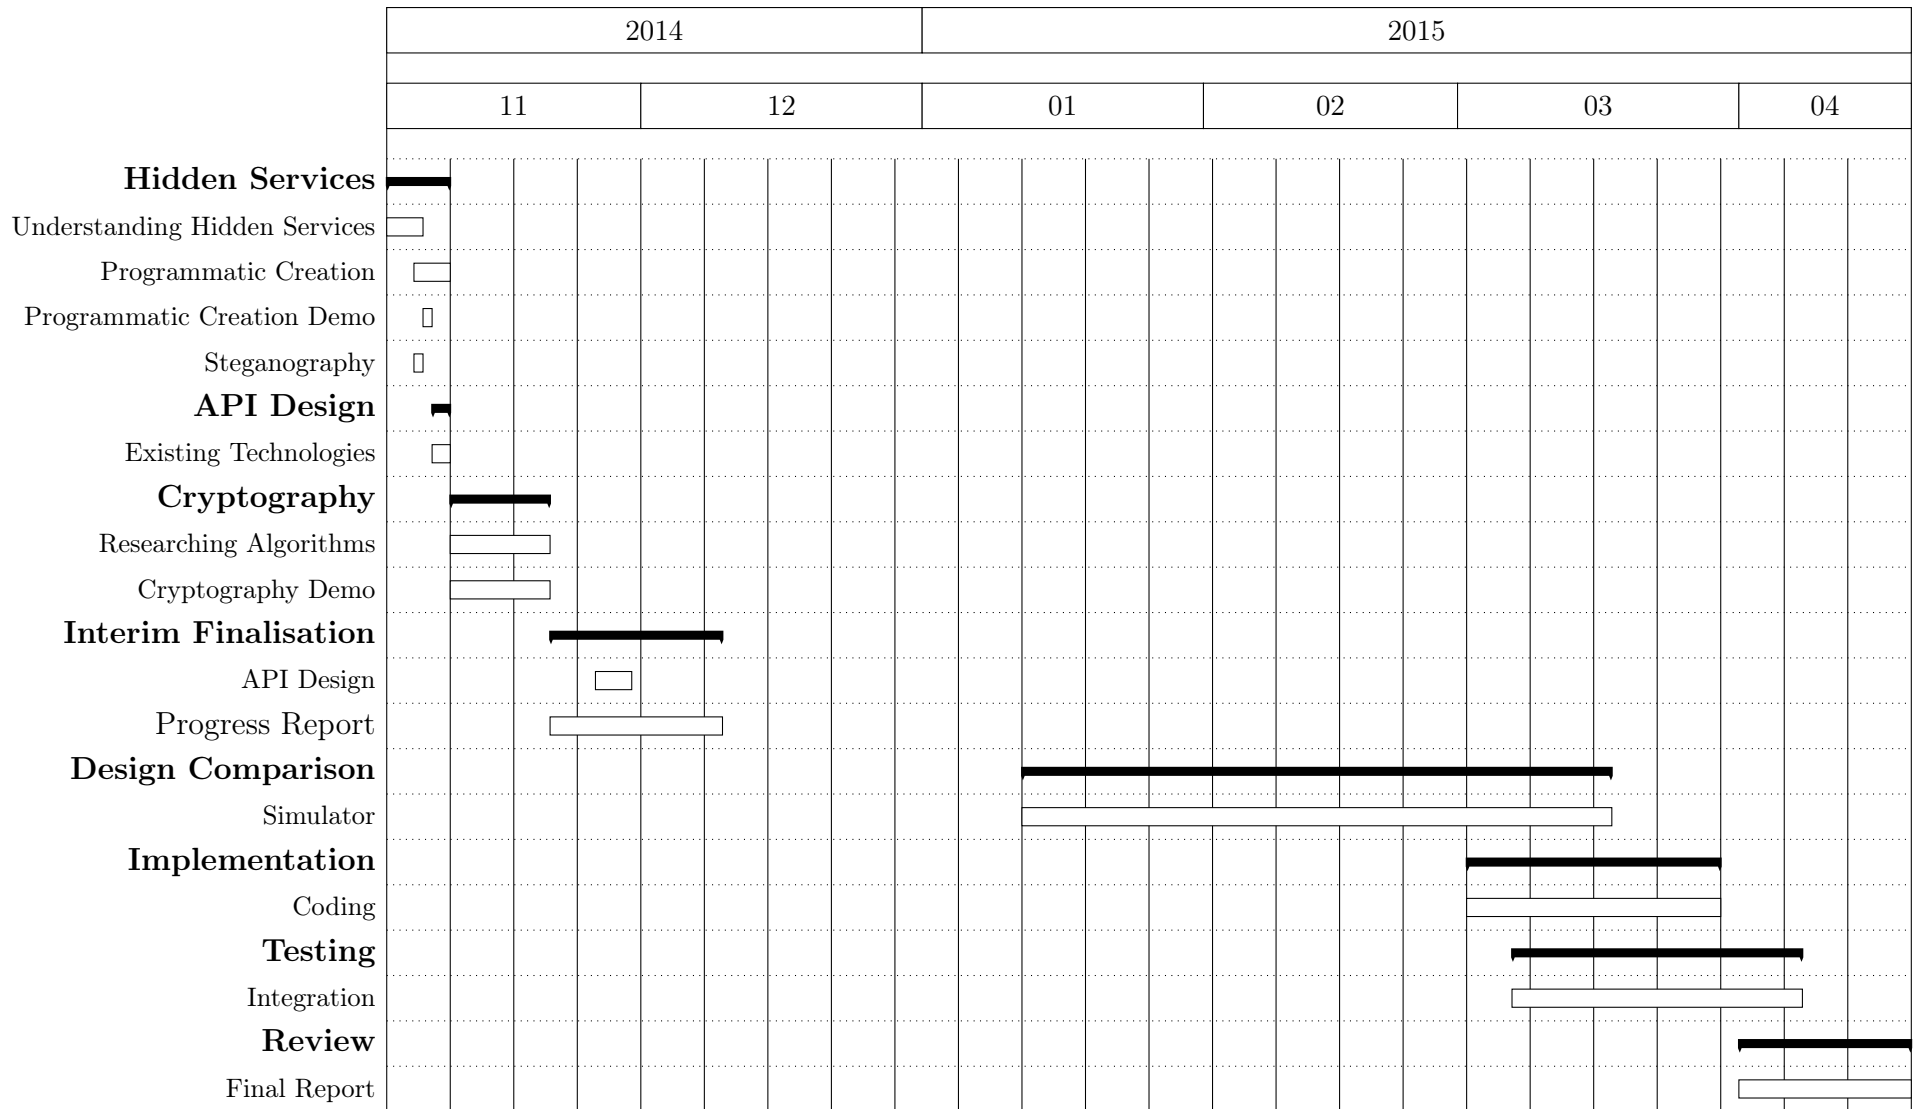 2014 2015
11 12 01 02 03 04
Hidden Services
Understanding Hidden Services
Programmatic Creation
Programmatic Creation Demo
Steganography
API Design
Existing Technologies
Cryptography
Researching Algorithms
Cryptography Demo
Interim Finalisation
API Design
Progress Report
Design Comparison
Simulator
Implementation
Coding
Testing
Integration
Review
Final Report